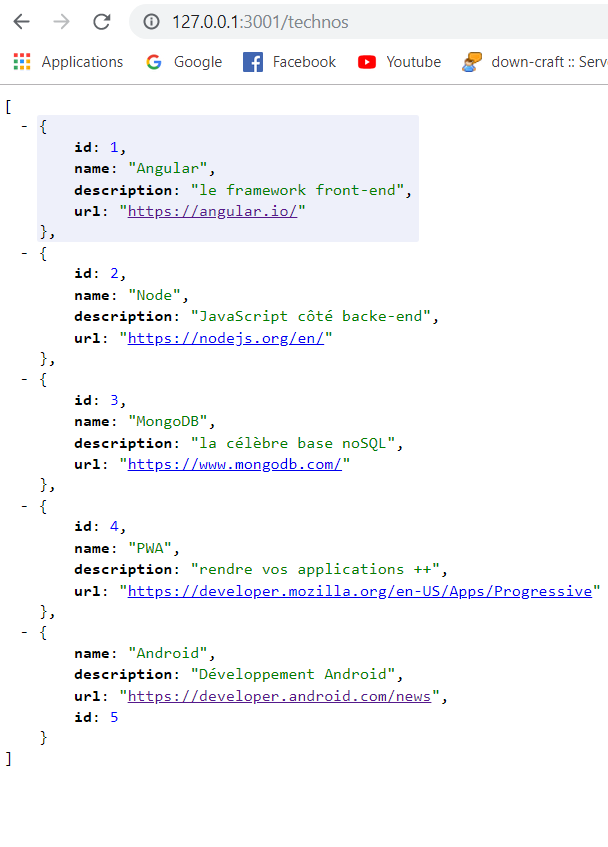 127.0.0.1:3001/technos
Applications Google Facebook Youtube down-craft :: Serv
[
- {
id: 1,
name: "Angular",
description: "le framework front-end",
url: "https://angular.io/"
},
- {
id: 2,
name: "Node",
description: "JavaScript côté backe-end",
url: "https://nodejs.org/en/"
},
- {
id: 3,
name: "MongoDB",
description: "la célèbre base noSQL",
url: "https://www.mongodb.com/"
},
- {
id: 4,
name: "PWA",
description: "rendre vos applications ++",
url: "https://developer.mozilla.org/en-US/Apps/Progressive"
},
- {
name: "Android",
description: "Développement Android",
url: "https://developer.android.com/news",
id: 5
}
]